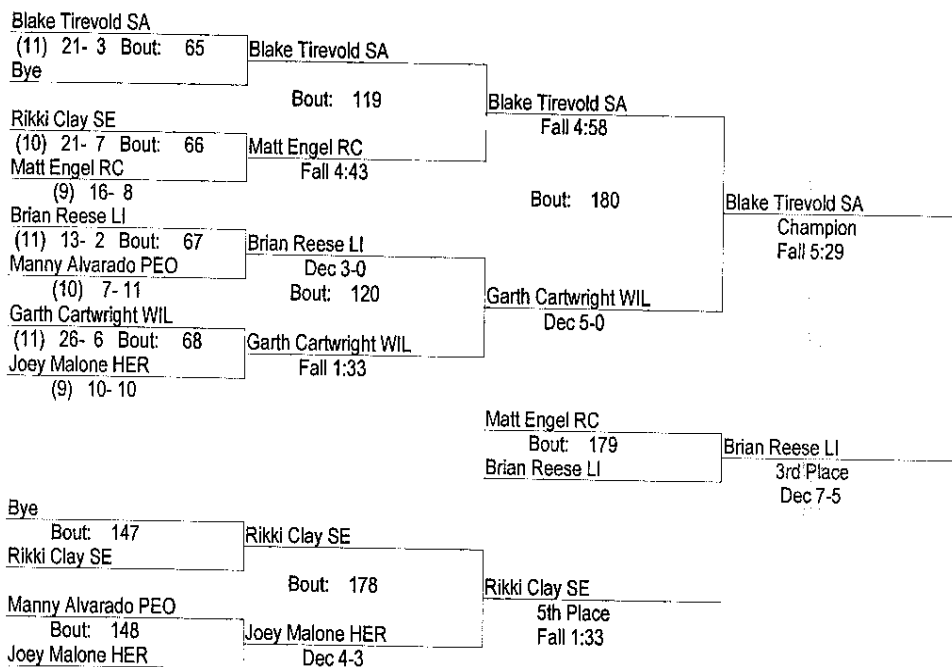 Blake Tirevold SA
(11) 21- 3 Bout: 65
Bye
Blake Tirevold SA
Bout: 119
Rikki Clay SE
(10) 21- 7 Bout: 66
Matt Engel RC
(9) 16- 8
Matt Engel RC
Fall 4:43
Blake Tirevold SA
Fall 4:58
Bout: 180
Brian Reese LI
(11) 13- 2 Bout: 67
Manny Alvarado PEO
(10) 7- 11
Brian Reese LI
Dec 3-0
Bout: 120
Garth Cartwright WIL
(11) 26- 6 Bout: 68
Joey Malone HER
(9) 10- 10
Garth Cartwright WIL
Fall 1:33
Garth Cartwright WIL
Dec 5-0
Blake Tirevold SA
Champion
Fall 5:29
Matt Engel RC
Bout: 179
Brian Reese LI
Brian Reese LI
3rd Place
Dec 7-5
Bye
Bout: 147
Rikki Clay SE
Rikki Clay SE
Bout: 178
Manny Alvarado PEO
Bout: 148
Joey Malone HER
Joey Malone HER
Dec 4-3
Rikki Clay SE
5th Place
Fall 1:33